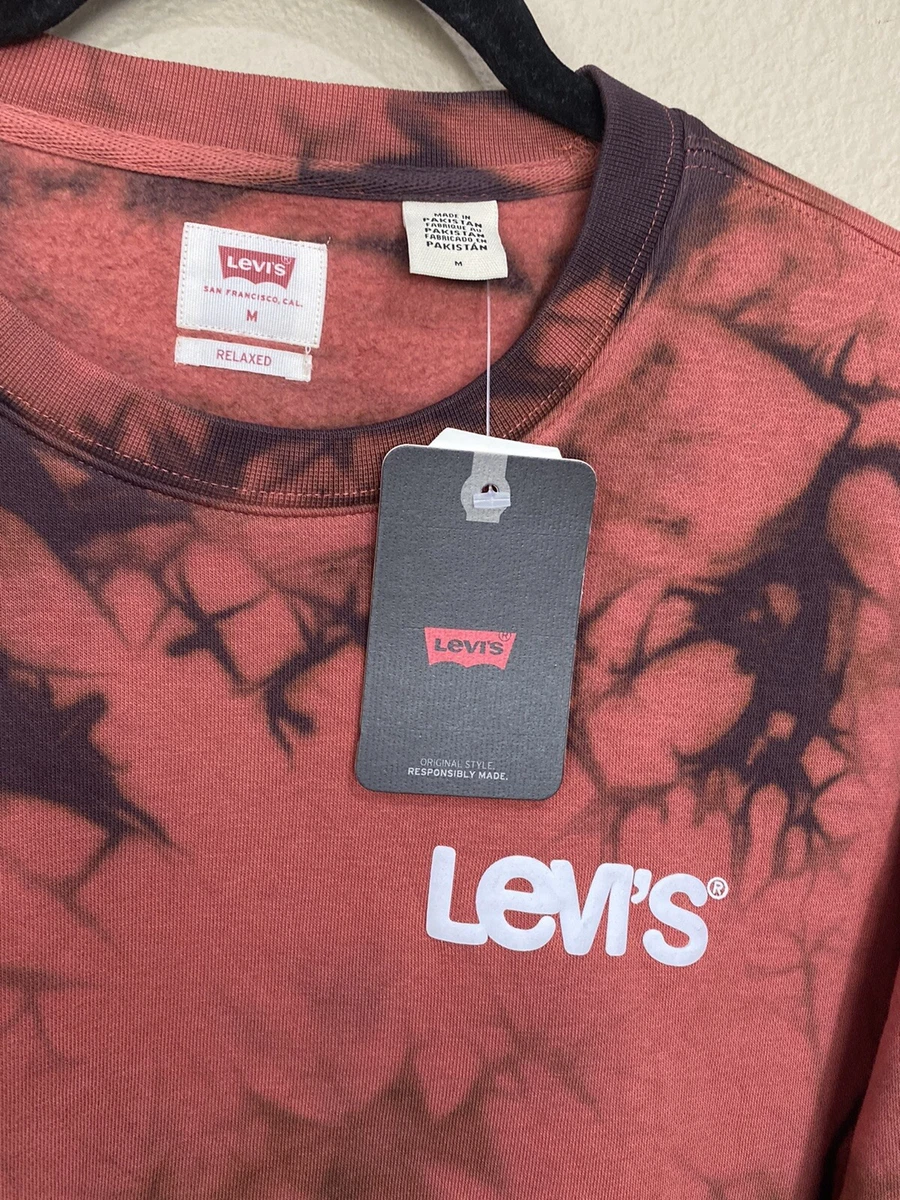 LEVI'S®
SAN FRANCISCO, CAL.
M
RELAXED
MADE IN
PAKISTAN
FABRIQUE AU
PAKISTAN
FABRICADO EN
PAKISTÁN
M
LEVI'S®
ORIGINAL STYLE.
RESPONSIBLY MADE.
LeVI'S®